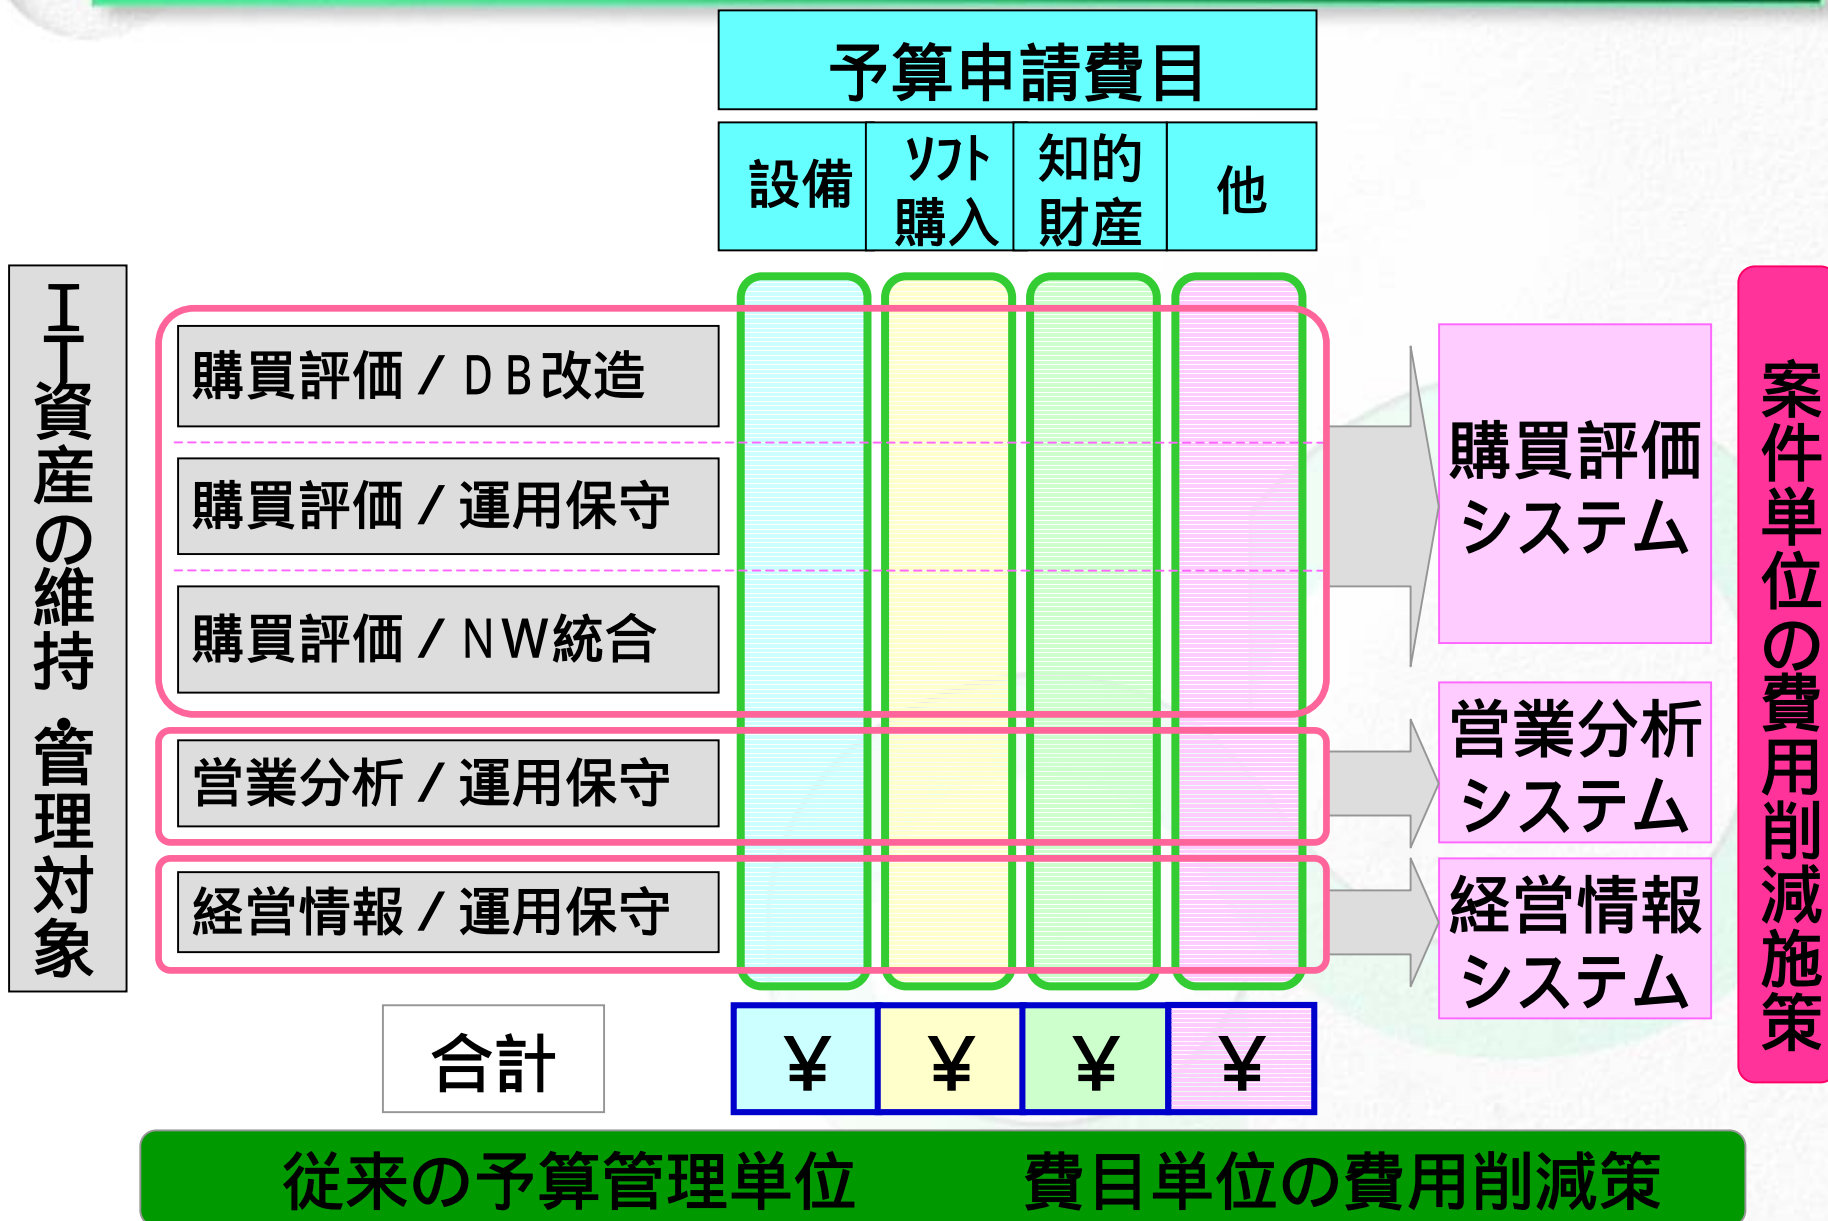 予算申請費目
設備
ｿﾌﾄ
購入
知的
財産
他
ＩＴ資産の維持・管理対象
購買評価／ＤＢ改造
購買評価／運用保守
購買評価／ＮＷ統合
営業分析／運用保守
経営情報／運用保守
購買評価
システム
営業分析
システム
経営情報
システム
案件単位の費用削減施策
合計
￥
￥
￥
￥
従来の予算管理単位　　費目単位の費用削減策